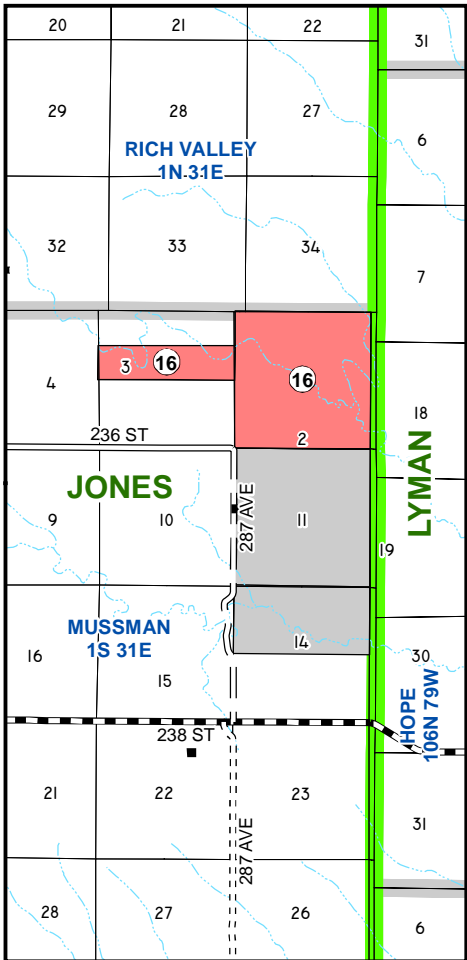 20
21
22
31
29
28
27
6
RICH VALLEY
1N 31E
32
33
34
7
4
3
16
16
18
236 ST
2
JONES
LYMAN
9
10
287 AVE
11
19
MUSSMAN
1S 31E
14
16
15
30
HOPE
106N 79W
238 ST
21
22
23
31
287 AVE
28
27
26
6